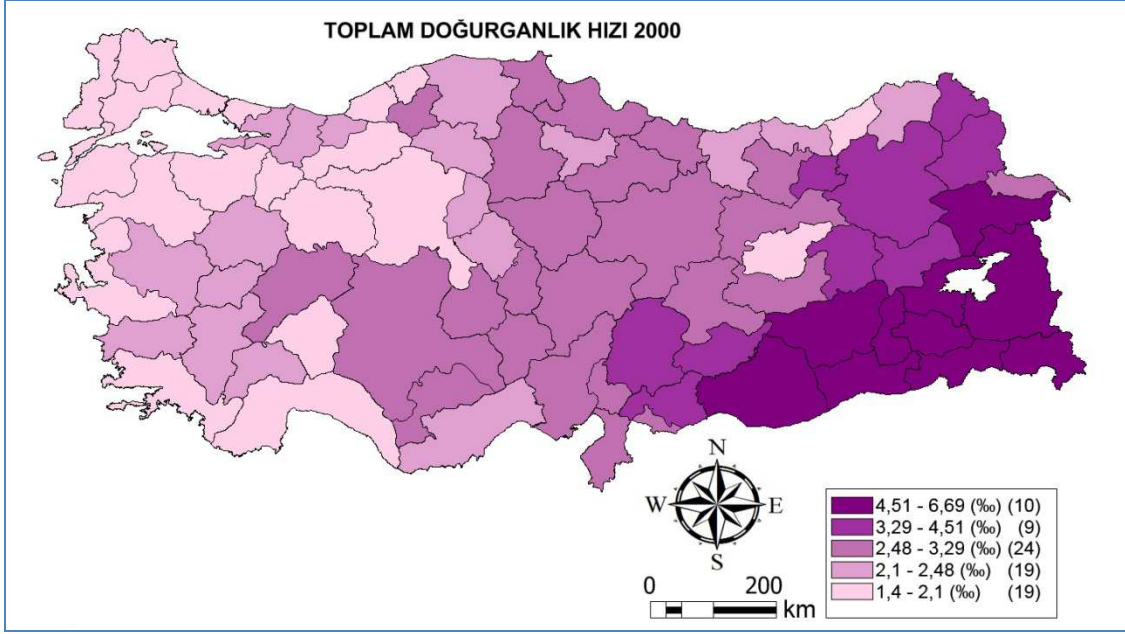 TOPLAM DOĞURGANLIK HIZI 2000
N
W E
S
4,51 - 6,69 (‰) (10)
3,29 - 4,51 (‰) (9)
2,48 - 3,29 (‰) (24)
2,1 - 2,48 (‰) (19)
1,4 - 2,1 (‰) (19)
0 200
km